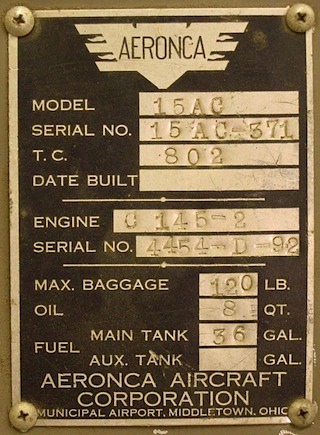 AERONCA
MODEL 15AC
SERIAL NO. 15AC-371
T. C. 802
DATE BUILT
ENGINE C 145-2
SERIAL NO. 4454-D-92
MAX. BAGGAGE 120 LB.
OIL 8 QT.
FUEL MAIN TANK 36 GAL.
AUX. TANK GAL.
AERONCA AIRCRAFT
CORPORATION
MUNICIPAL AIRPORT, MIDDLETOWN, OHIO